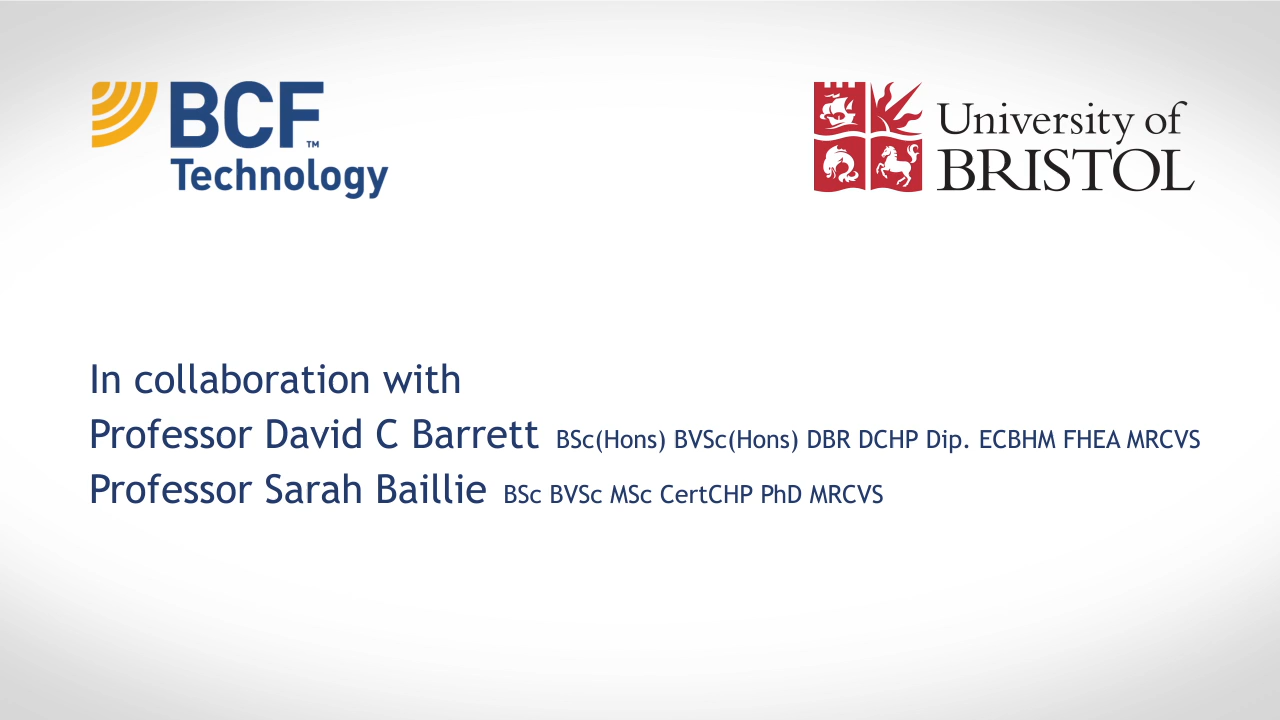 BCF™
Technology
University of
BRISTOL
In collaboration with
Professor David C Barrett BSc(Hons) BVSc(Hons) DBR DCHP Dip. ECBHM FHEA MRCVS
Professor Sarah Baillie BSc BVSc MSc CertCHP PhD MRCVS